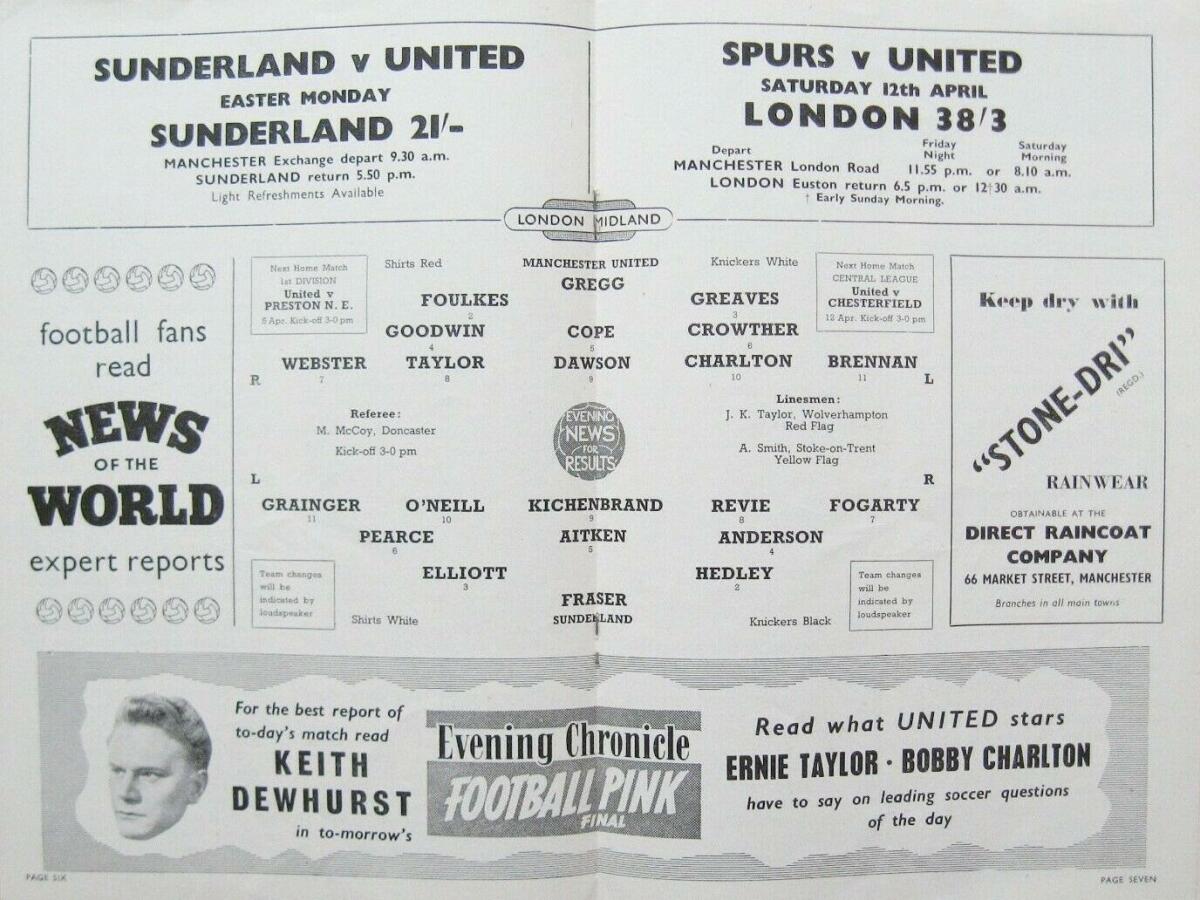 SUNDERLAND v UNITED
EASTER MONDAY
SUNDERLAND 21/-
MANCHESTER Exchange depart 9.30 a.m.
SUNDERLAND return 5.50 p.m.
Light Refreshments Available
SPURS v UNITED
SATURDAY 12th APRIL
LONDON 38/3
Depart Friday Night Saturday Morning
MANCHESTER London Road 11.55 p.m. or 8.10 a.m.
LONDON Euston return 6.5 p.m. or 12†30 a.m.
† Early Sunday Morning.
LONDON MIDLAND
football fans
read
NEWS
OF THE
WORLD
expert reports
Next Home Match
1st DIVISION
United v
PRESTON N. E.
5 Apr. Kick-off 3-0 pm
Shirts Red
MANCHESTER UNITED
Knickers White
Next Home Match
CENTRAL LEAGUE
United v
CHESTERFIELD
12 Apr. Kick-off 3-0 pm
GREGG
FOULKES GREAVES
2 3
GOODWIN COPE CROWTHER
4 5 6
WEBSTER TAYLOR DAWSON CHARLTON BRENNAN
7 8 9 10 11
R L
Referee:
M. McCoy, Doncaster
Kick-off 3-0 pm
EVENING
NEWS
FOR
RESULTS
Linesmen:
J. K. Taylor, Wolverhampton
Red Flag
A. Smith, Stoke-on-Trent
Yellow Flag
L R
GRAINGER O'NEILL KICHENBRAND REVIE FOGARTY
11 10 9 8 7
PEARCE AITKEN ANDERSON
6 5 4
ELLIOTT HEDLEY
3 2
FRASER
SUNDERLAND
Team changes
will be
indicated by
loudspeaker
Shirts White
Knickers Black
Team changes
will be
indicated by
loudspeaker
Keep dry with
"STONE-DRI"
(REGD.)
RAINWEAR
OBTAINABLE AT THE
DIRECT RAINCOAT
COMPANY
66 MARKET STREET, MANCHESTER
Branches in all main towns
For the best report of
to-day's match read
KEITH
DEWHURST
in to-morrow's
Evening Chronicle
FOOTBALL PINK
FINAL
Read what UNITED stars
ERNIE TAYLOR · BOBBY CHARLTON
have to say on leading soccer questions
of the day
PAGE SIX
PAGE SEVEN